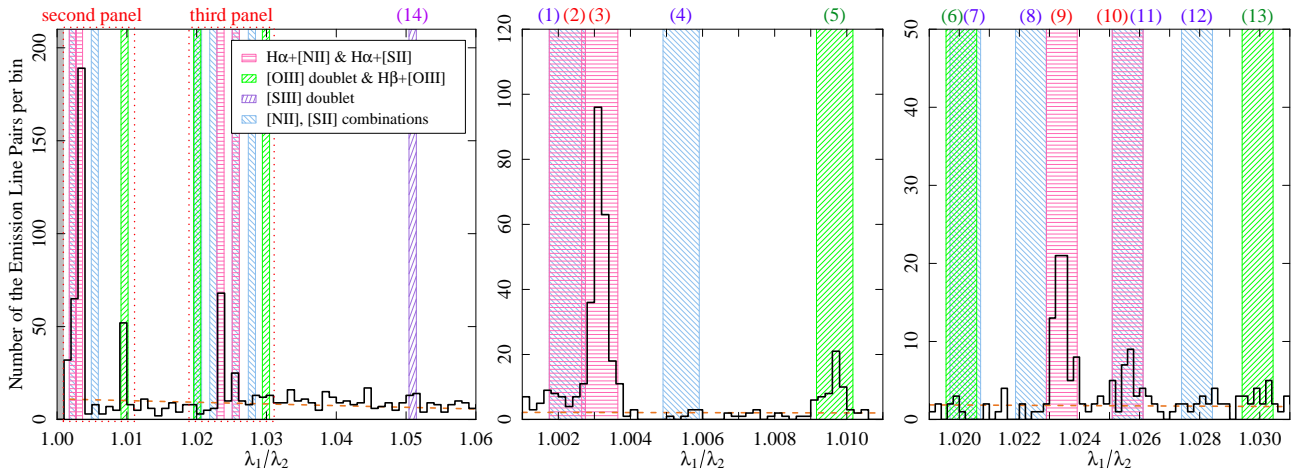 second panel third panel (14)
(1) (2) (3) (4) (5)
(6) (7) (8) (9) (10) (11) (12) (13)
Number of the Emission Line Pairs per bin
0 50 100 150 200
Hα+[NII] & Hα+[SII]
[OIII] doublet & Hβ+[OIII]
[SIII] doublet
[NII], [SII] combinations
1.00 1.01 1.02 1.03 1.04 1.05 1.06
λ1/λ2
0 20 40 60 80 100 120
1.002 1.004 1.006 1.008 1.010
λ1/λ2
0 10 20 30 40 50
1.020 1.022 1.024 1.026 1.028 1.030
λ1/λ2